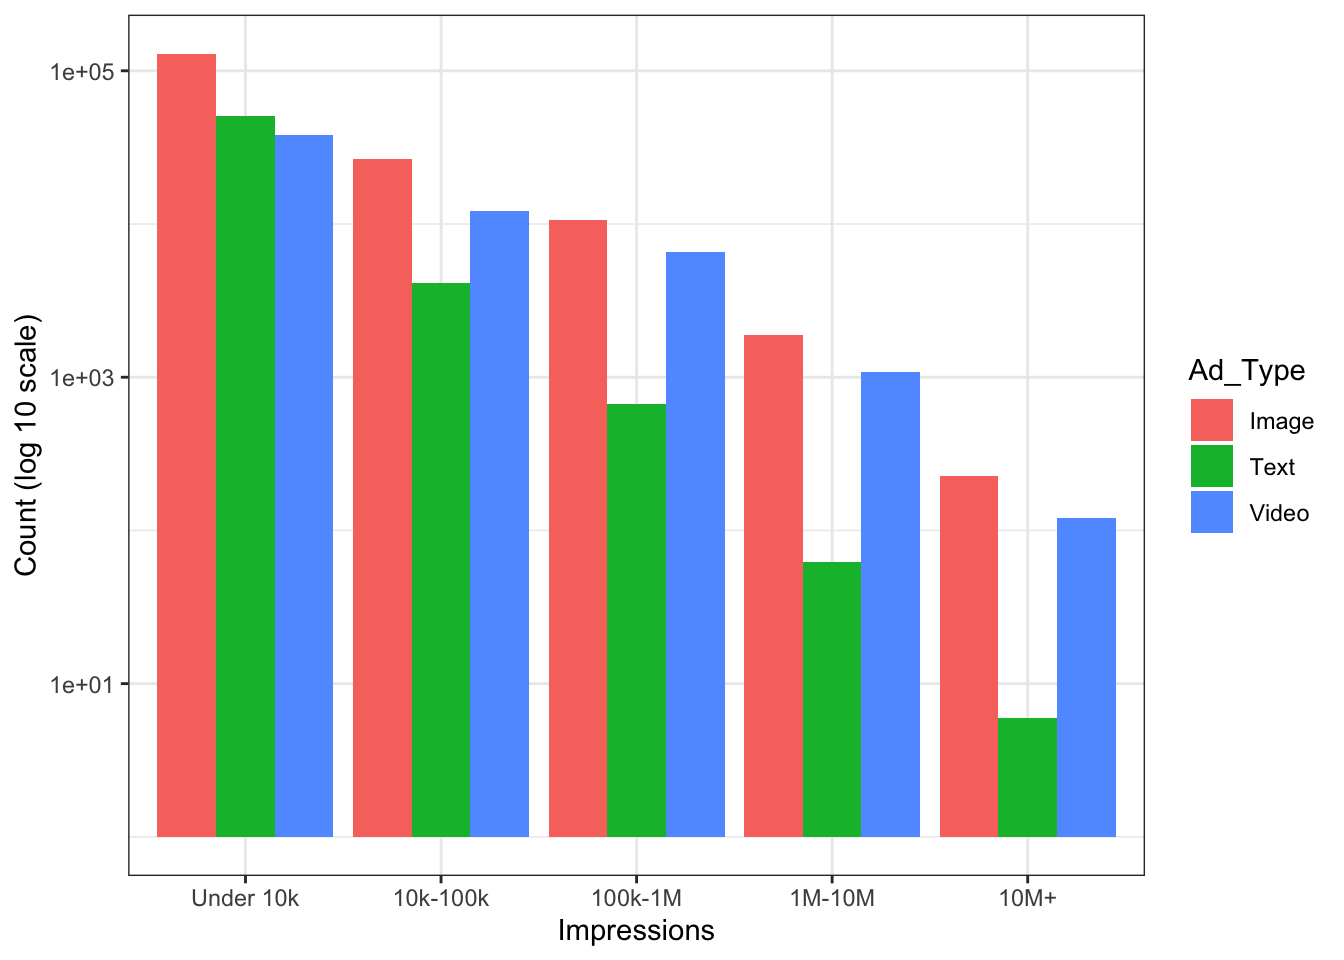 Count (log 10 scale)
1e+05
1e+03
1e+01
Under 10k
10k-100k
100k-1M
1M-10M
10M+
Impressions
Ad_Type
Image
Text
Video